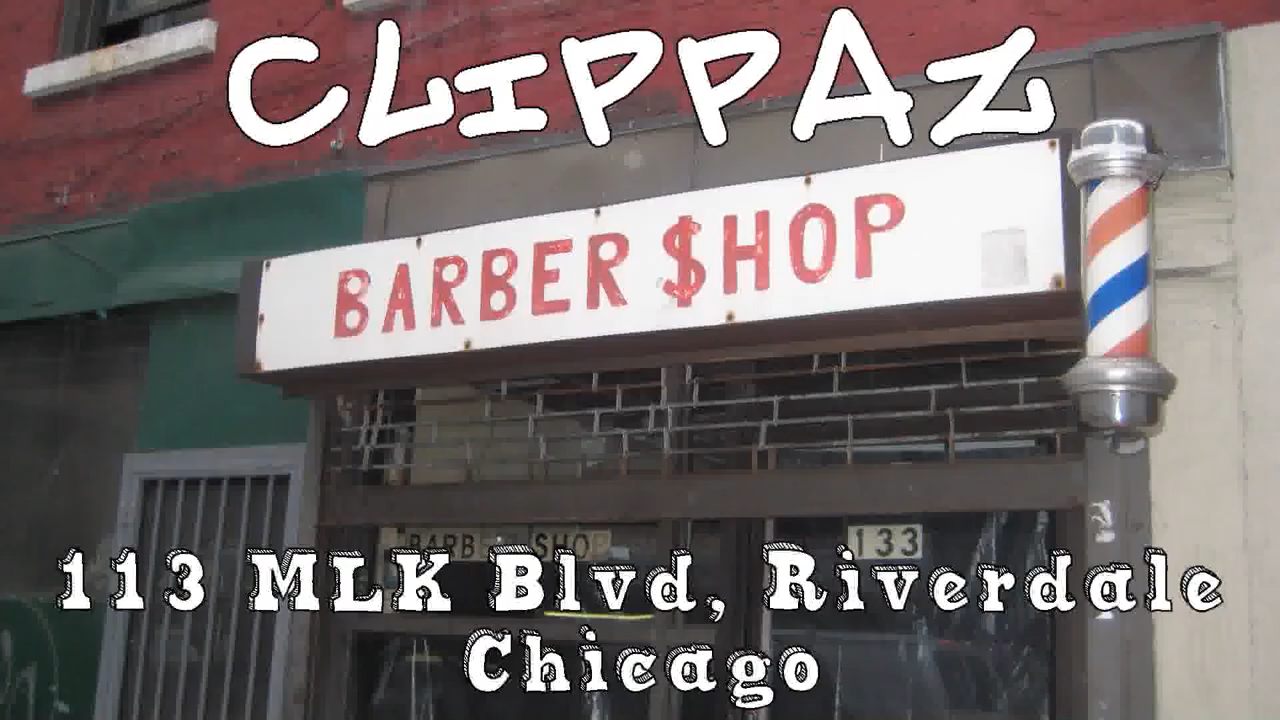 CLIPPAZ
BARBER $HOP
BARB SHOP
133
113 MLK Blvd, Riverdale
Chicago